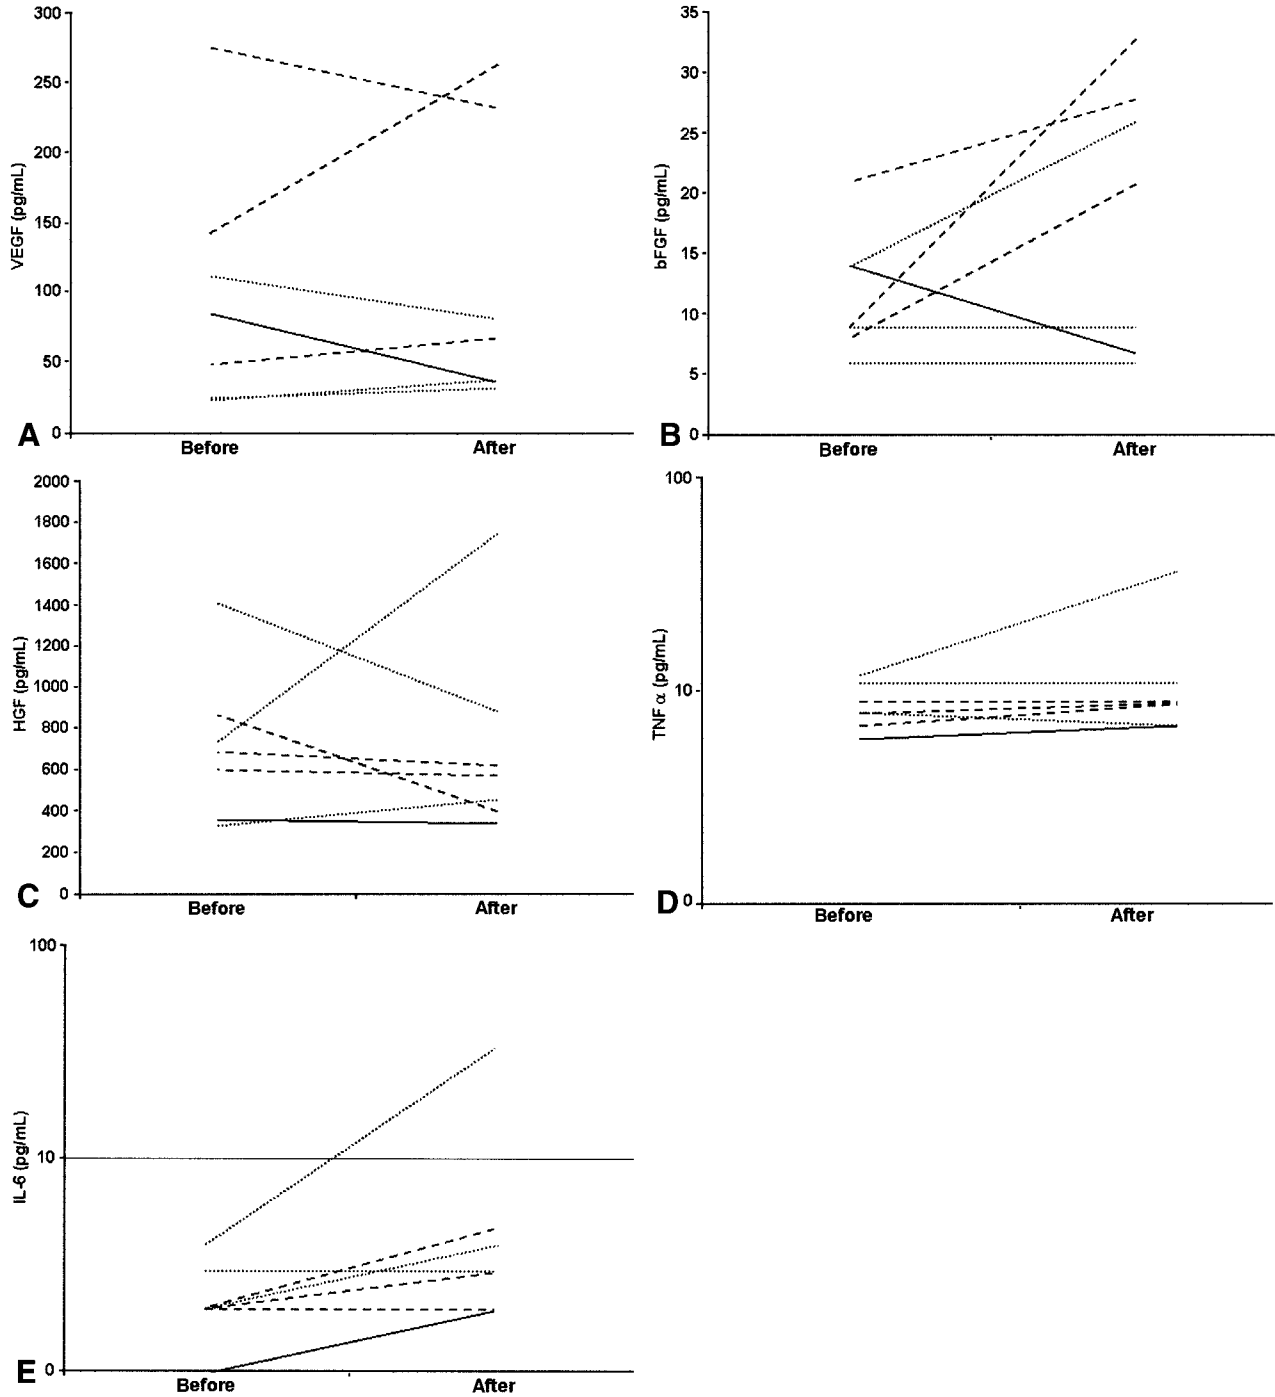 300
250
200
150
100
50
0
VEGF (pg/mL)
A
Before After
35
30
25
20
15
10
5
0
bFGF (pg/mL)
B
Before After
2000
1800
1600
1400
1200
1000
800
600
400
200
0
HGF (pg/mL)
C
Before After
100
10
0
TNF α (pg/mL)
D
Before After
100
10
0
IL-6 (pg/mL)
E
Before After